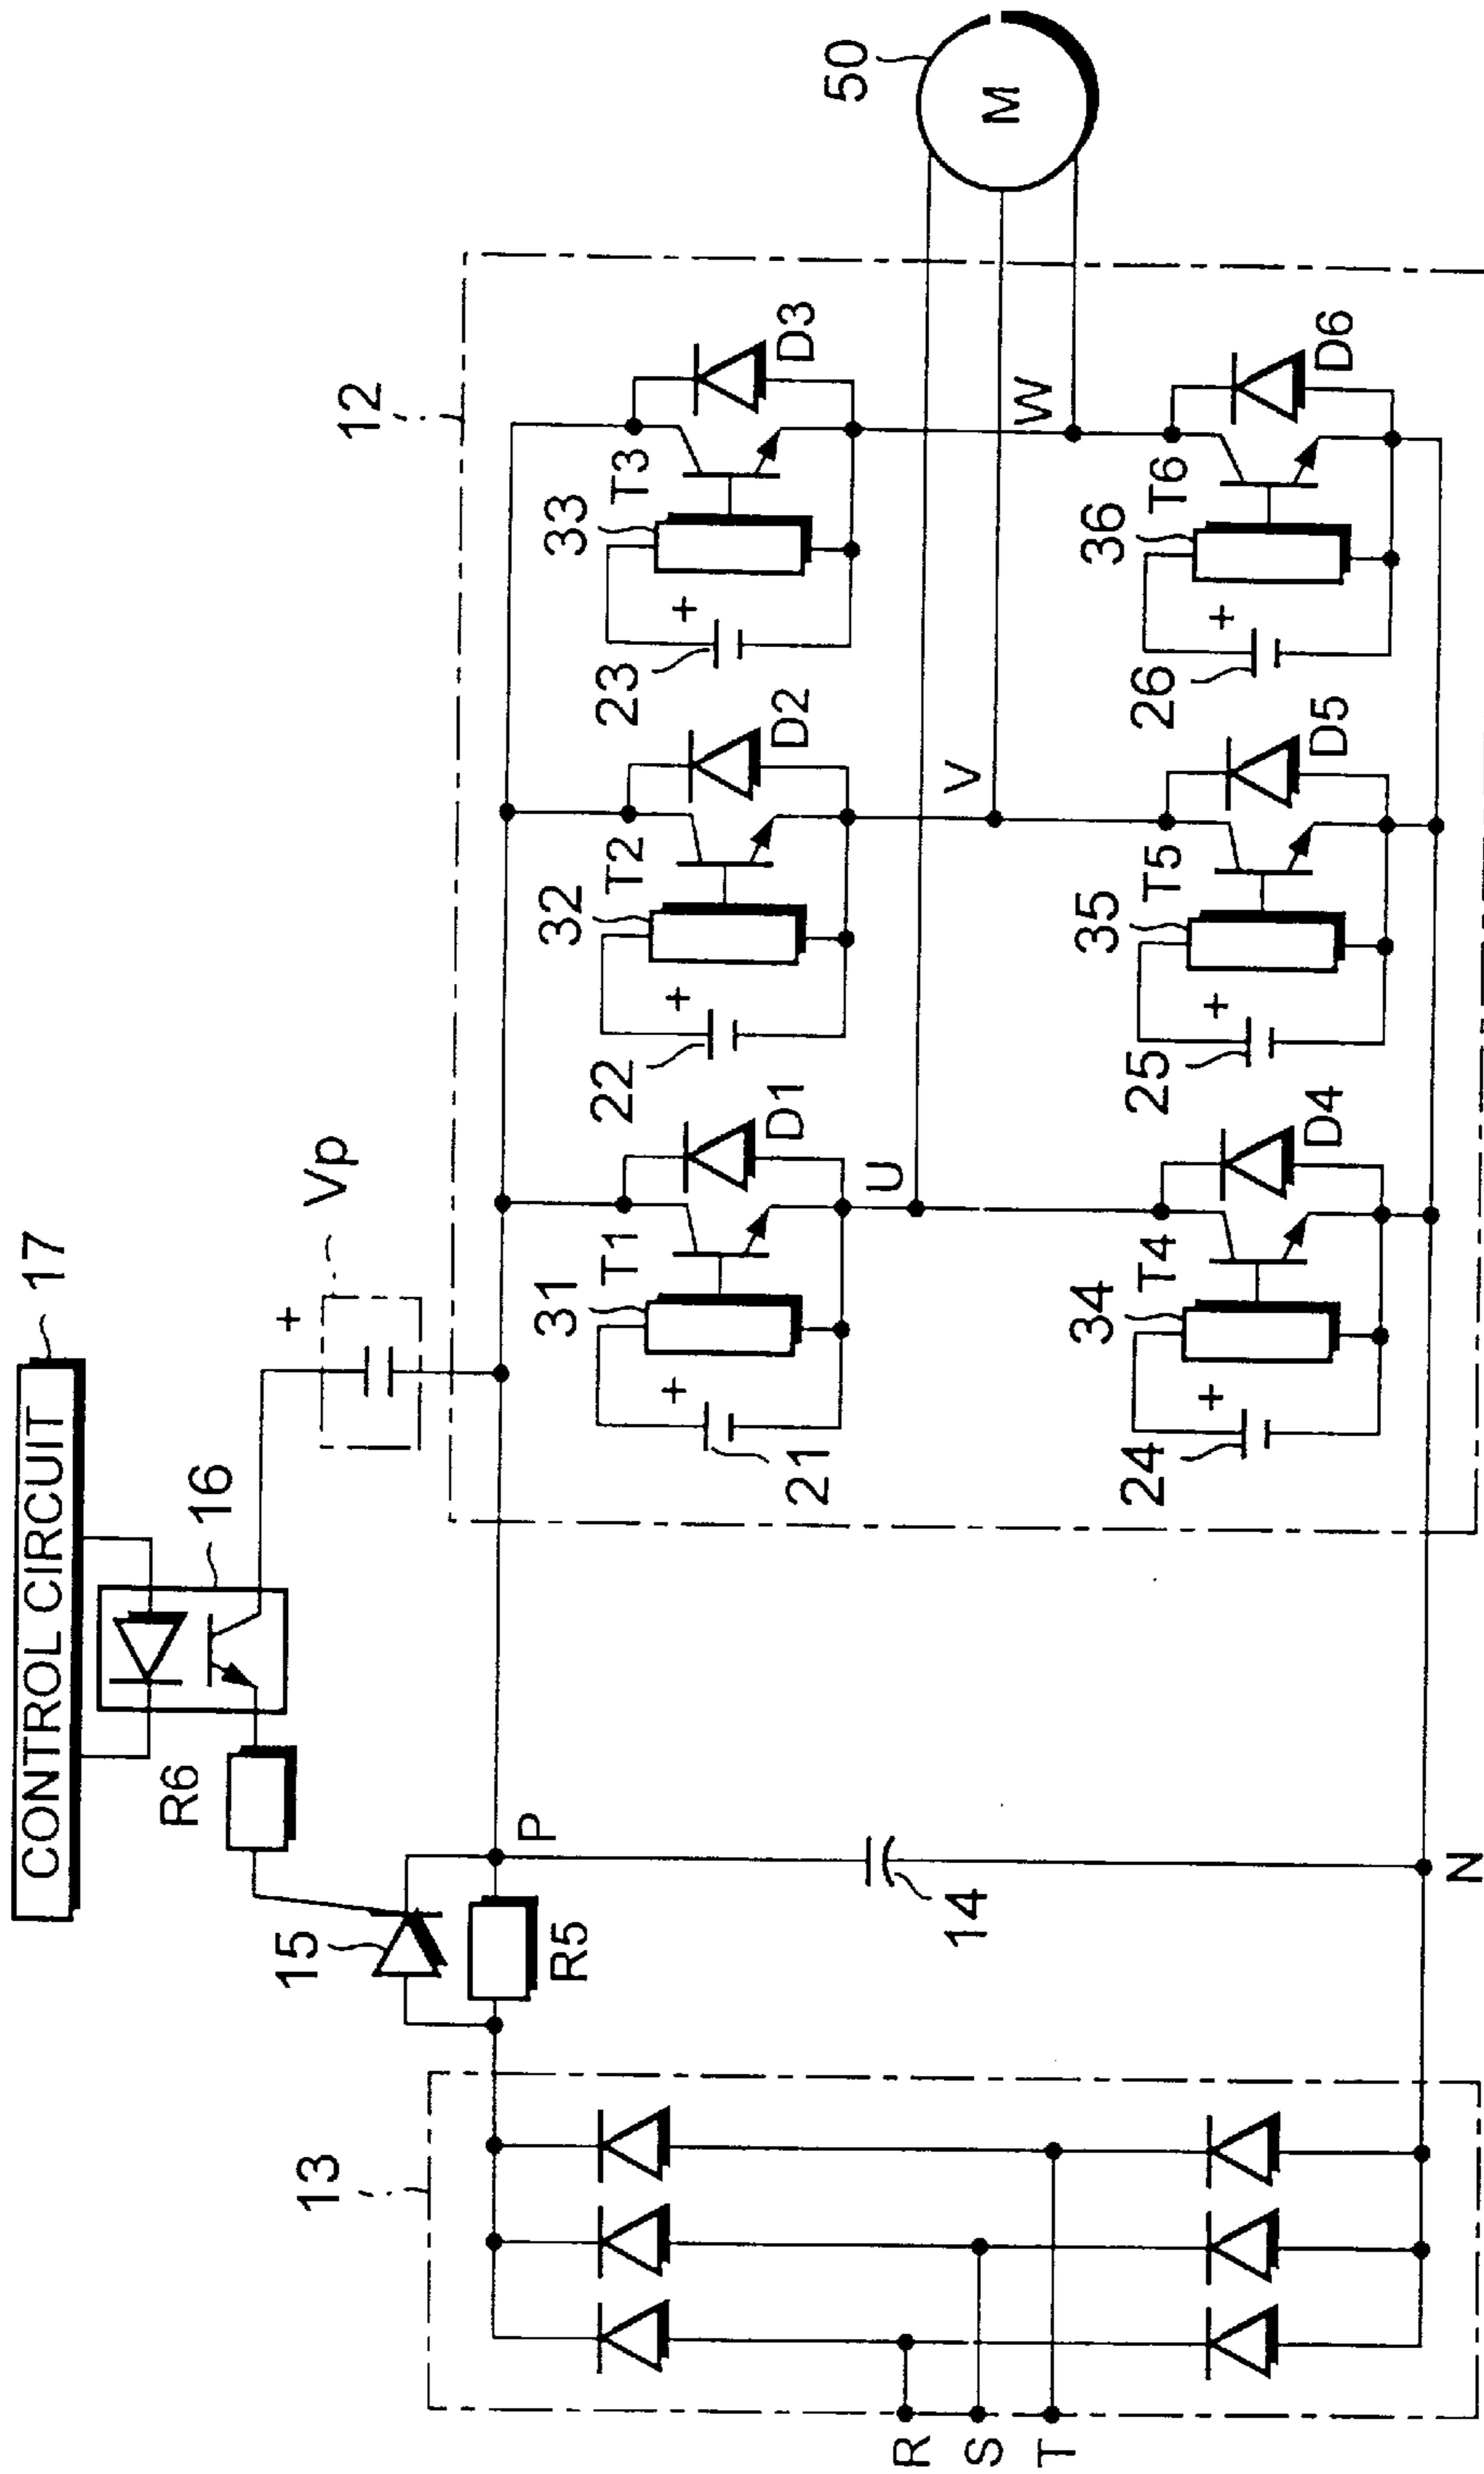 CONTROL CIRCUIT
17
16
R6
Vp
+
15
P
R5
14
N
13
R
S
T
12
31
T1
+
21
D1
U
32
T2
+
22
D2
V
33
T3
+
23
D3
W
34
T4
+
24
D4
35
T5
+
25
D5
36
T6
+
26
D6
50
M